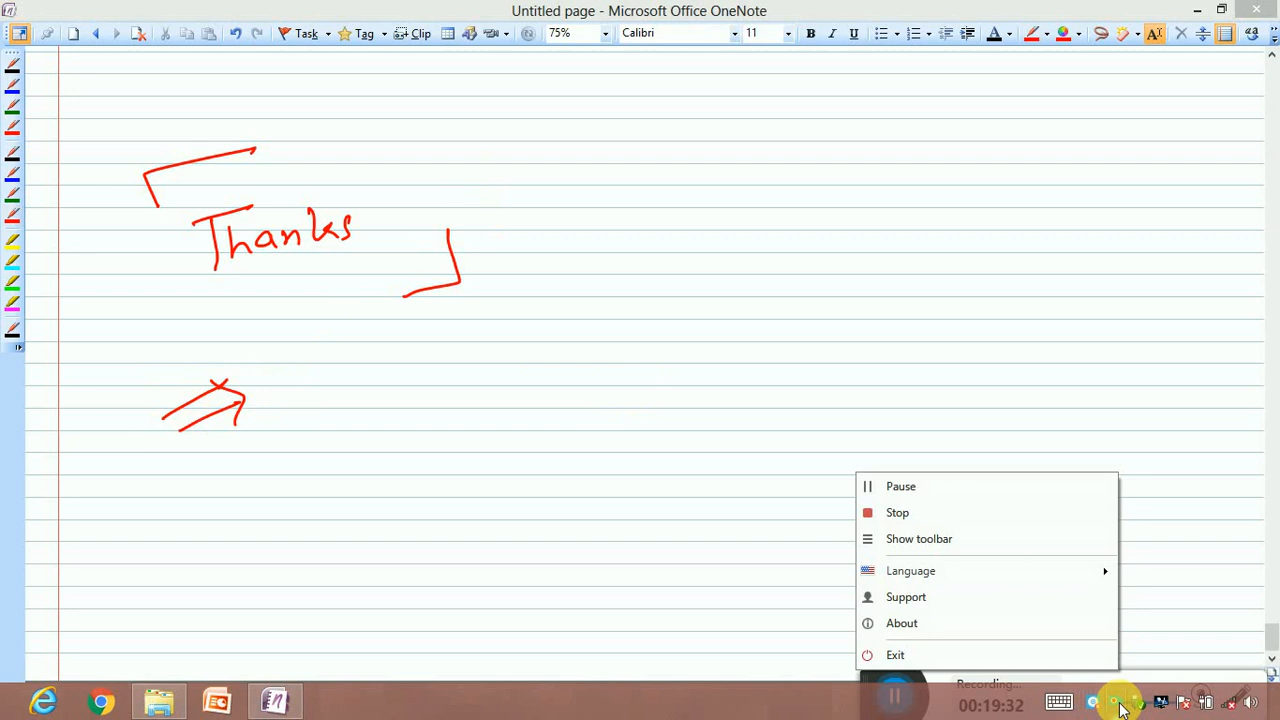 Untitled page - Microsoft Office OneNote
Task Tag Clip 75% Calibri 11 B I U A A
Thanks
Pause
Stop
Show toolbar
Language
Support
About
Exit
Recording...
00:19:32